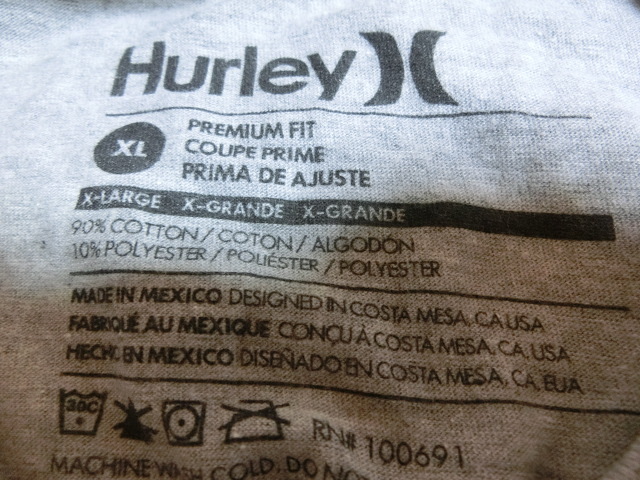 Hurley
XL
PREMIUM FIT
COUPE PRIME
PRIMA DE AJUSTE
X-LARGE X-GRANDE X-GRANDE
90% COTTON / COTON / ALGODÓN
10% POLYESTER / POLIÉSTER / POLYESTER
MADE IN MEXICO DESIGNED IN COSTA MESA, CA USA
FABRIQUÉ AU MEXIQUE CONÇU À COSTA MESA, CA, USA
HECHO EN MEXICO DISEÑADO EN COSTA MESA, CA, EUA
30C RN# 100691
MACHINE WASH COLD, DO NOT